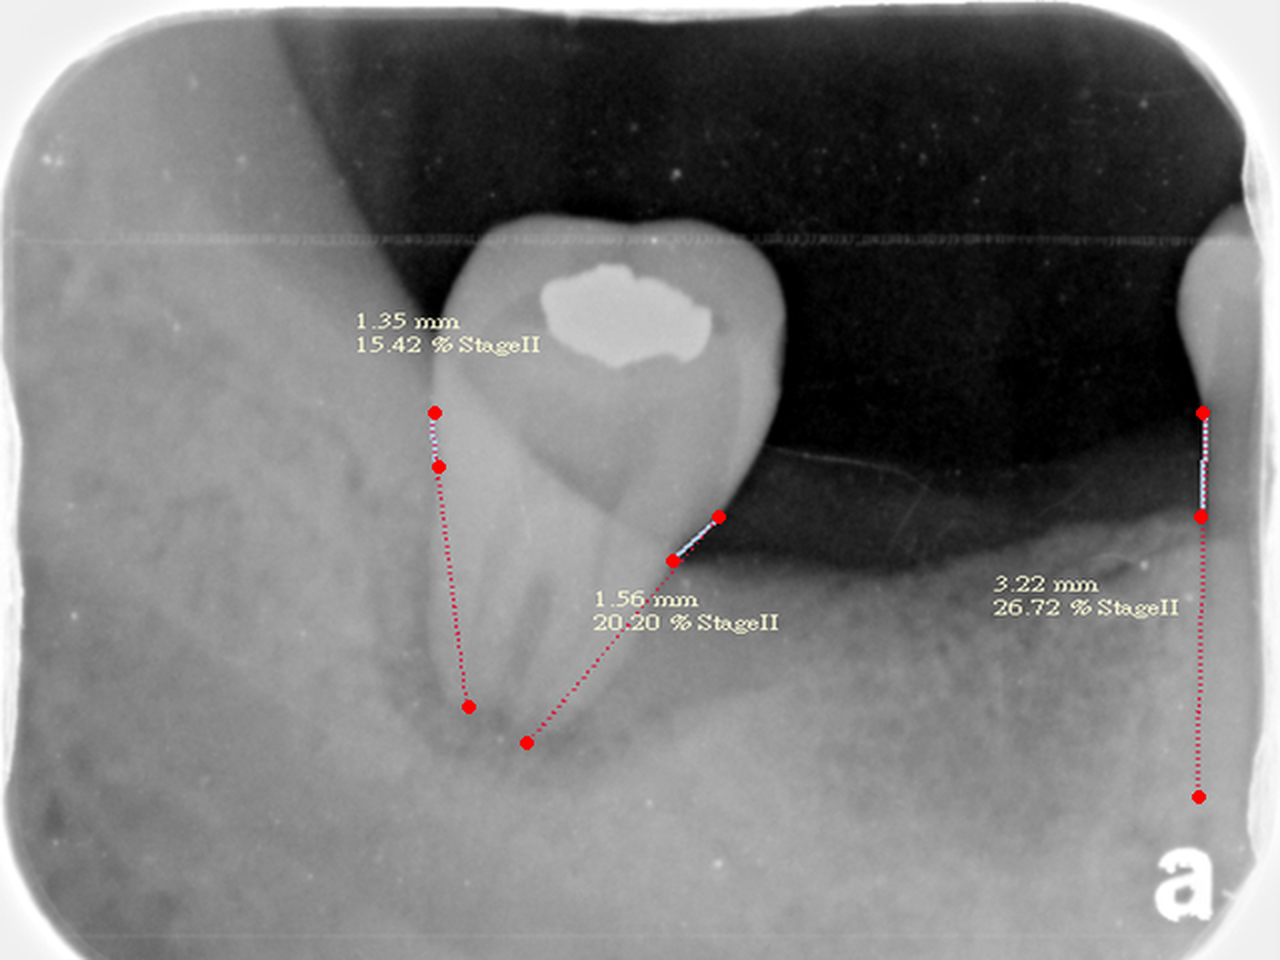 1.35 mm
15.42 % StageII
1.56 mm
20.20 % StageII
3.22 mm
26.72 % StageII
a